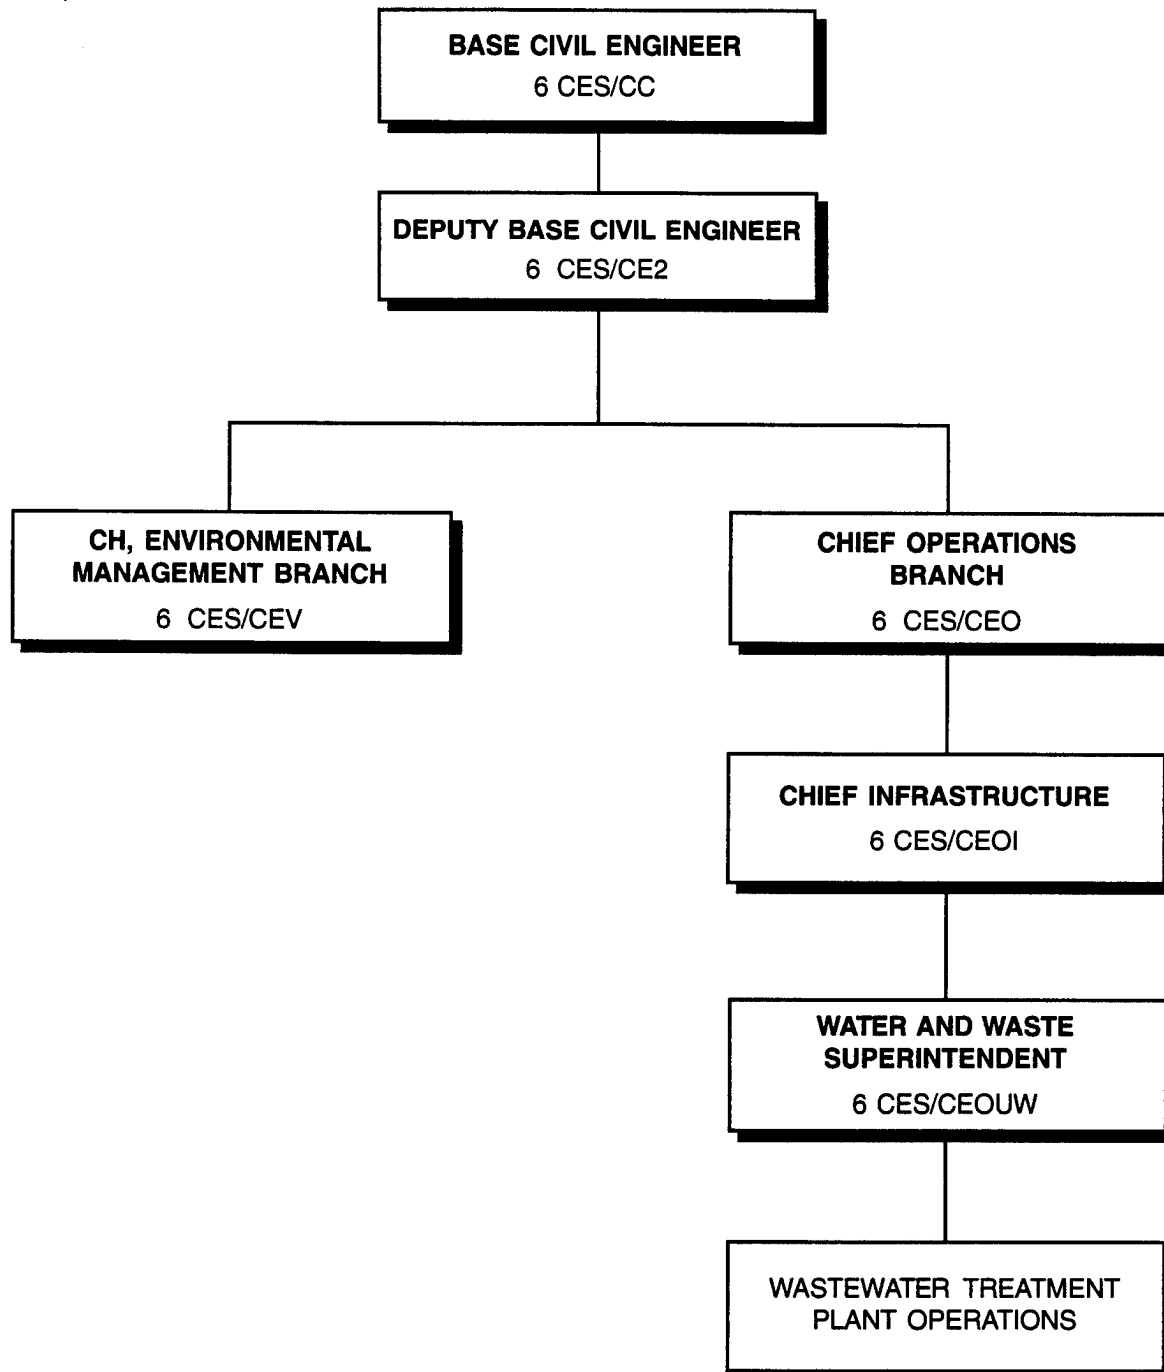 BASE CIVIL ENGINEER
6 CES/CC
DEPUTY BASE CIVIL ENGINEER
6 CES/CE2
CH, ENVIRONMENTAL
MANAGEMENT BRANCH
6 CES/CEV
CHIEF OPERATIONS
BRANCH
6 CES/CEO
CHIEF INFRASTRUCTURE
6 CES/CEOI
WATER AND WASTE
SUPERINTENDENT
6 CES/CEOUW
WASTEWATER TREATMENT
PLANT OPERATIONS